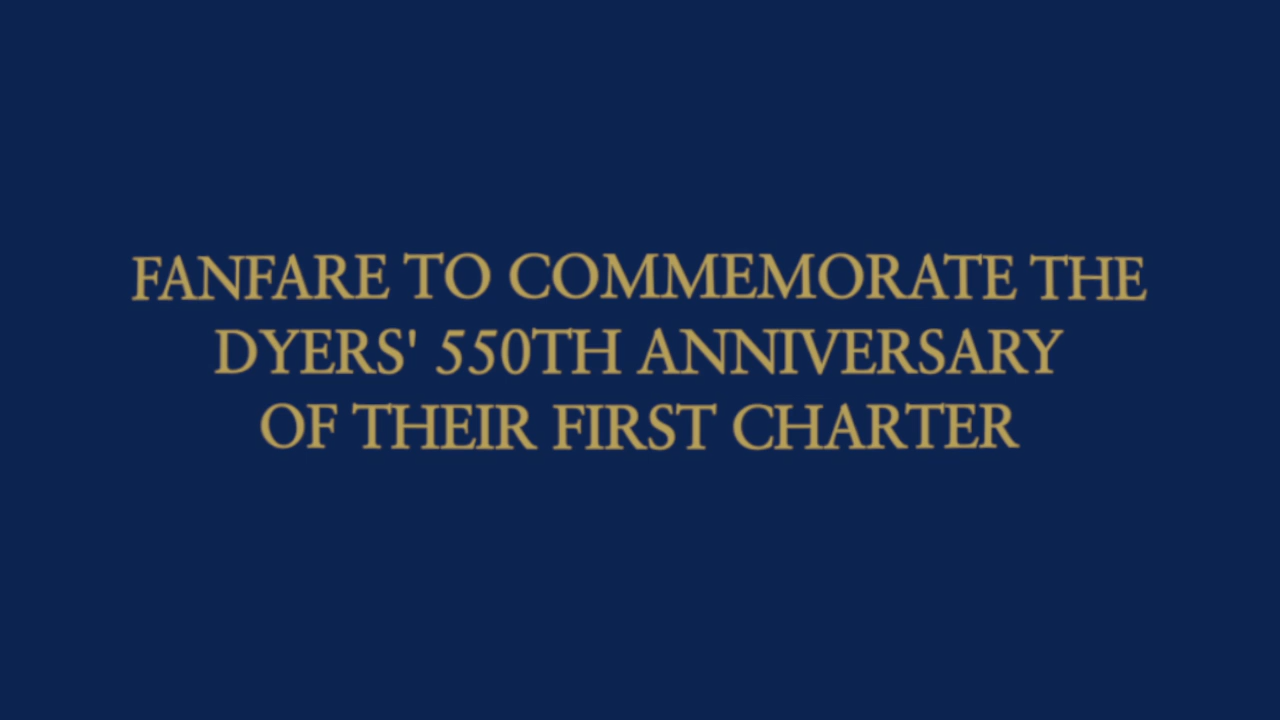 FANFARE TO COMMEMORATE THE
DYERS' 550TH ANNIVERSARY
OF THEIR FIRST CHARTER